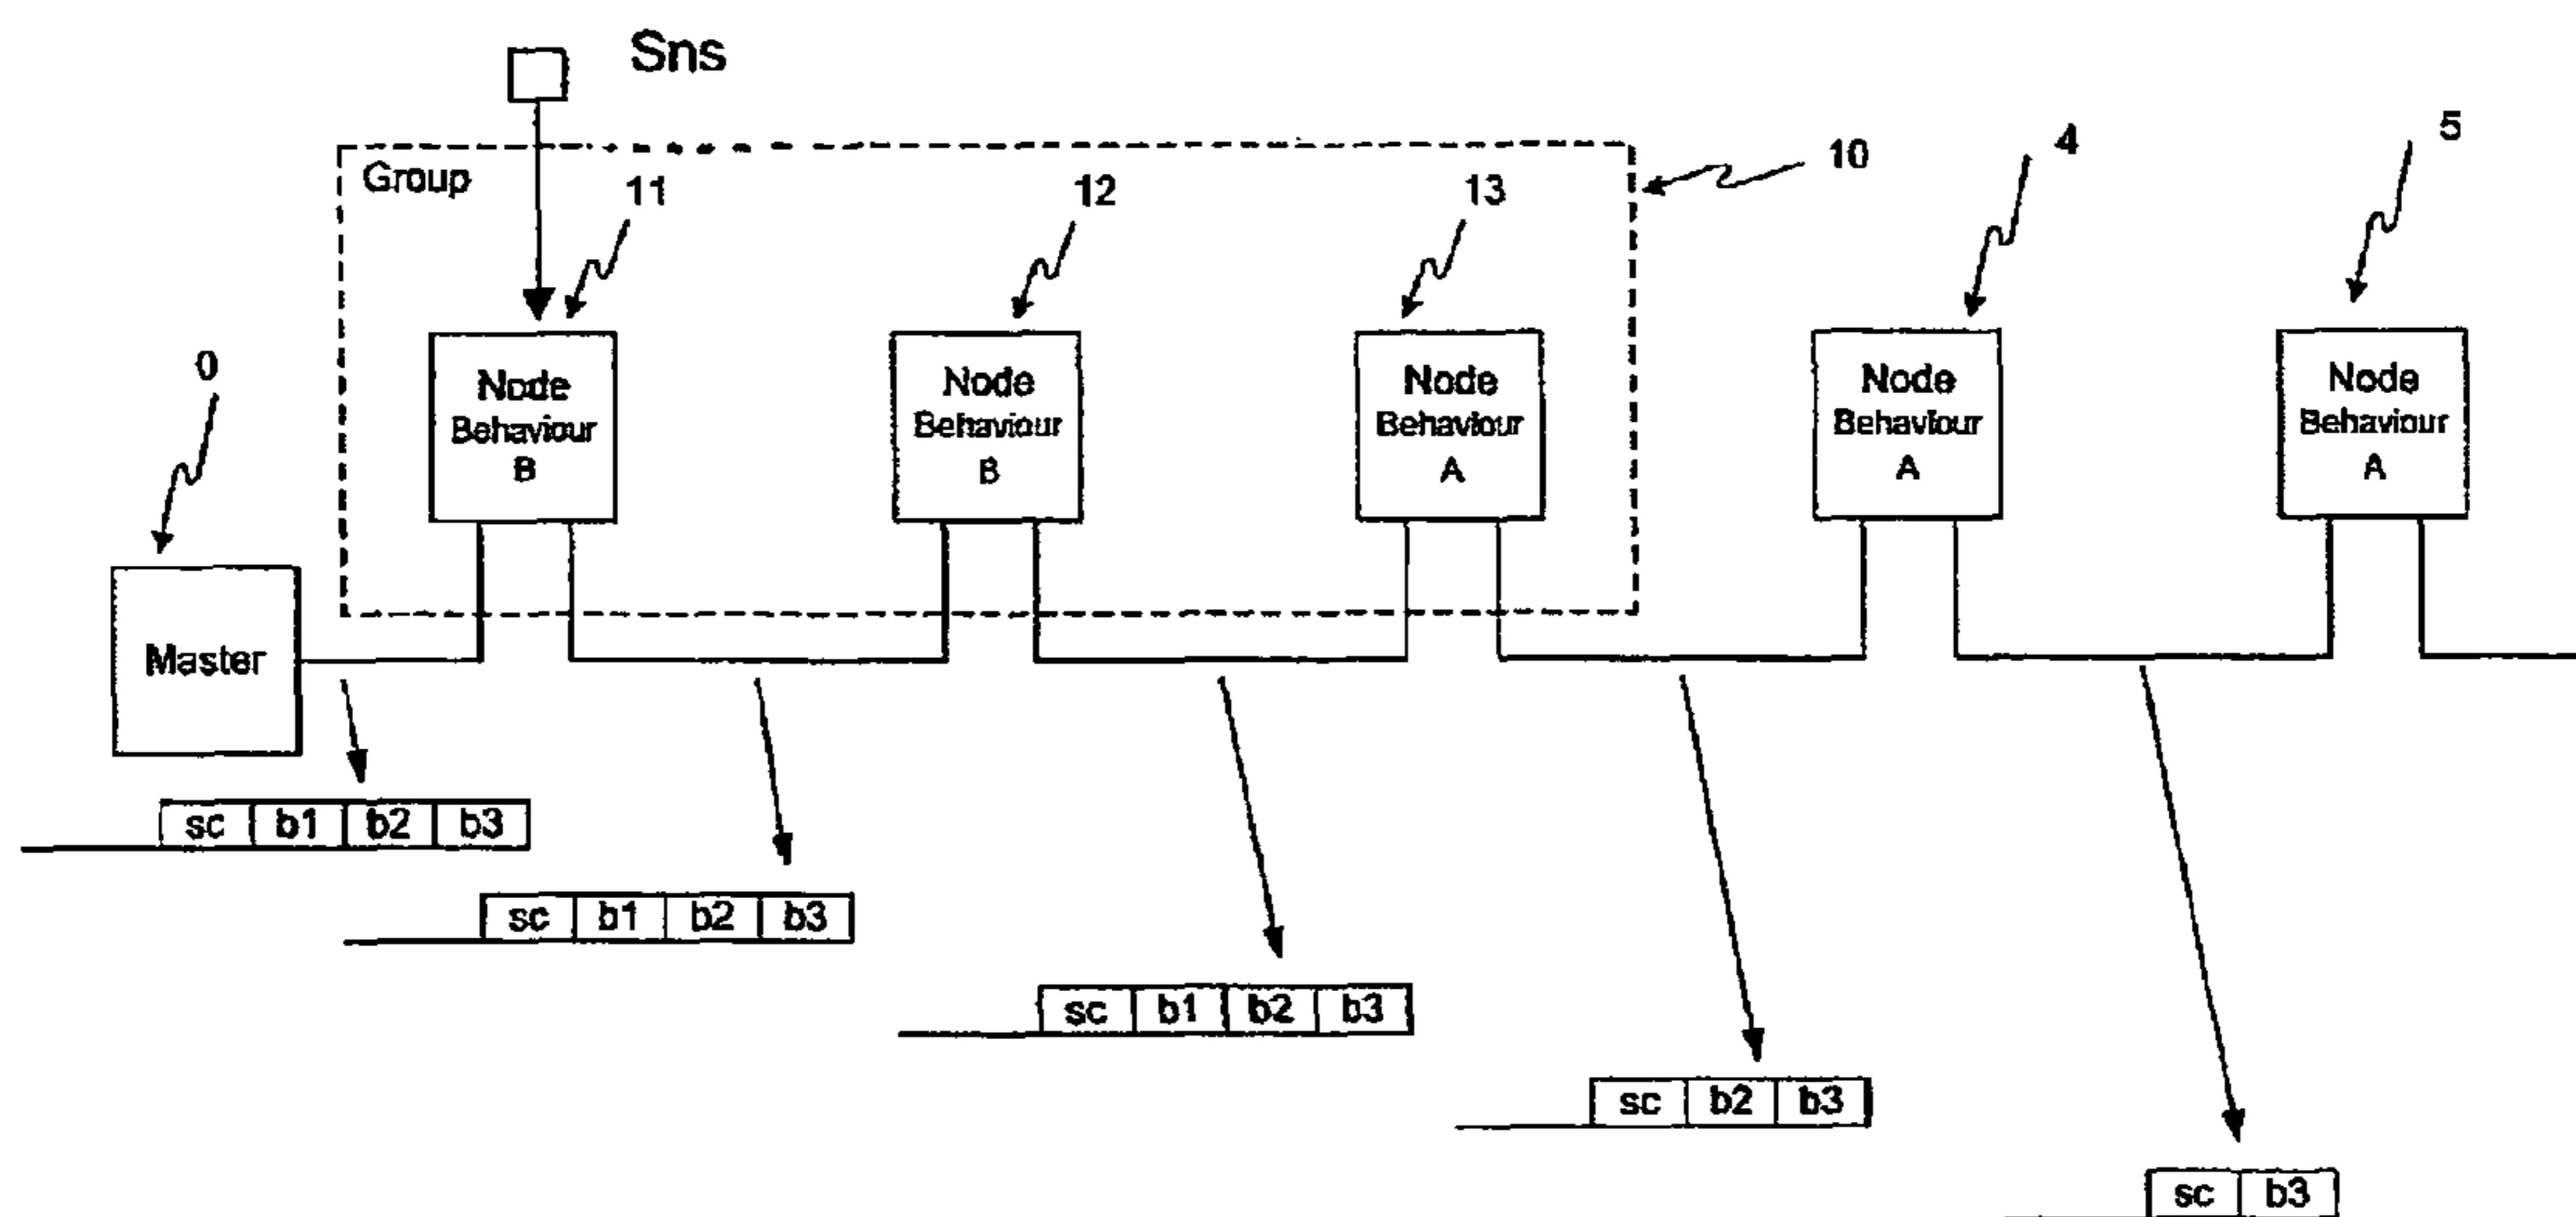 Sns
Group
10
4
5
11
12
13
0
Node
Behaviour
B
Node
Behaviour
B
Node
Behaviour
A
Node
Behaviour
A
Node
Behaviour
A
Master
sc b1 b2 b3
sc b1 b2 b3
sc b1 b2 b3
sc b2 b3
sc b3